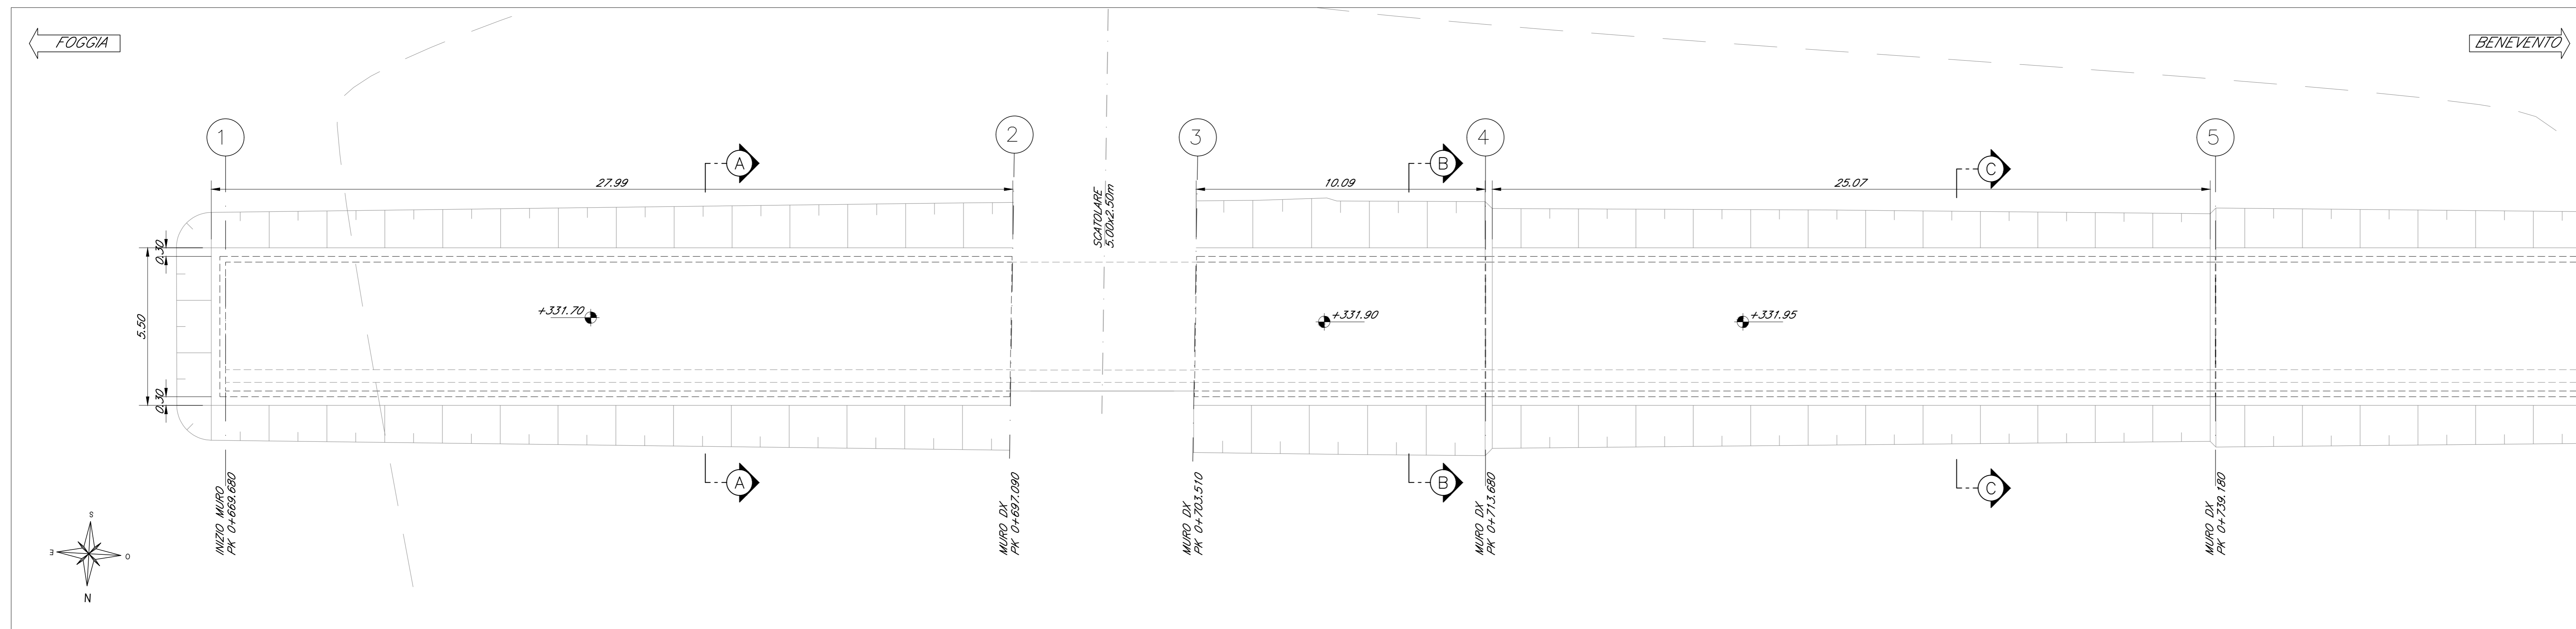 FOGGIA
BENEVENTO
1
2
3
4
5
A
B
C
27.99
10.09
25.07
SCATOLARE
5.00x2.50m
0.30
5.50
0.30
+331.70
+331.90
+331.95
A
B
C
INIZIO MURO
PK 0+669.680
MURO DX
PK 0+697.090
MURO DX
PK 0+703.510
MURO DX
PK 0+713.680
MURO DX
PK 0+739.180
S
E
O
N